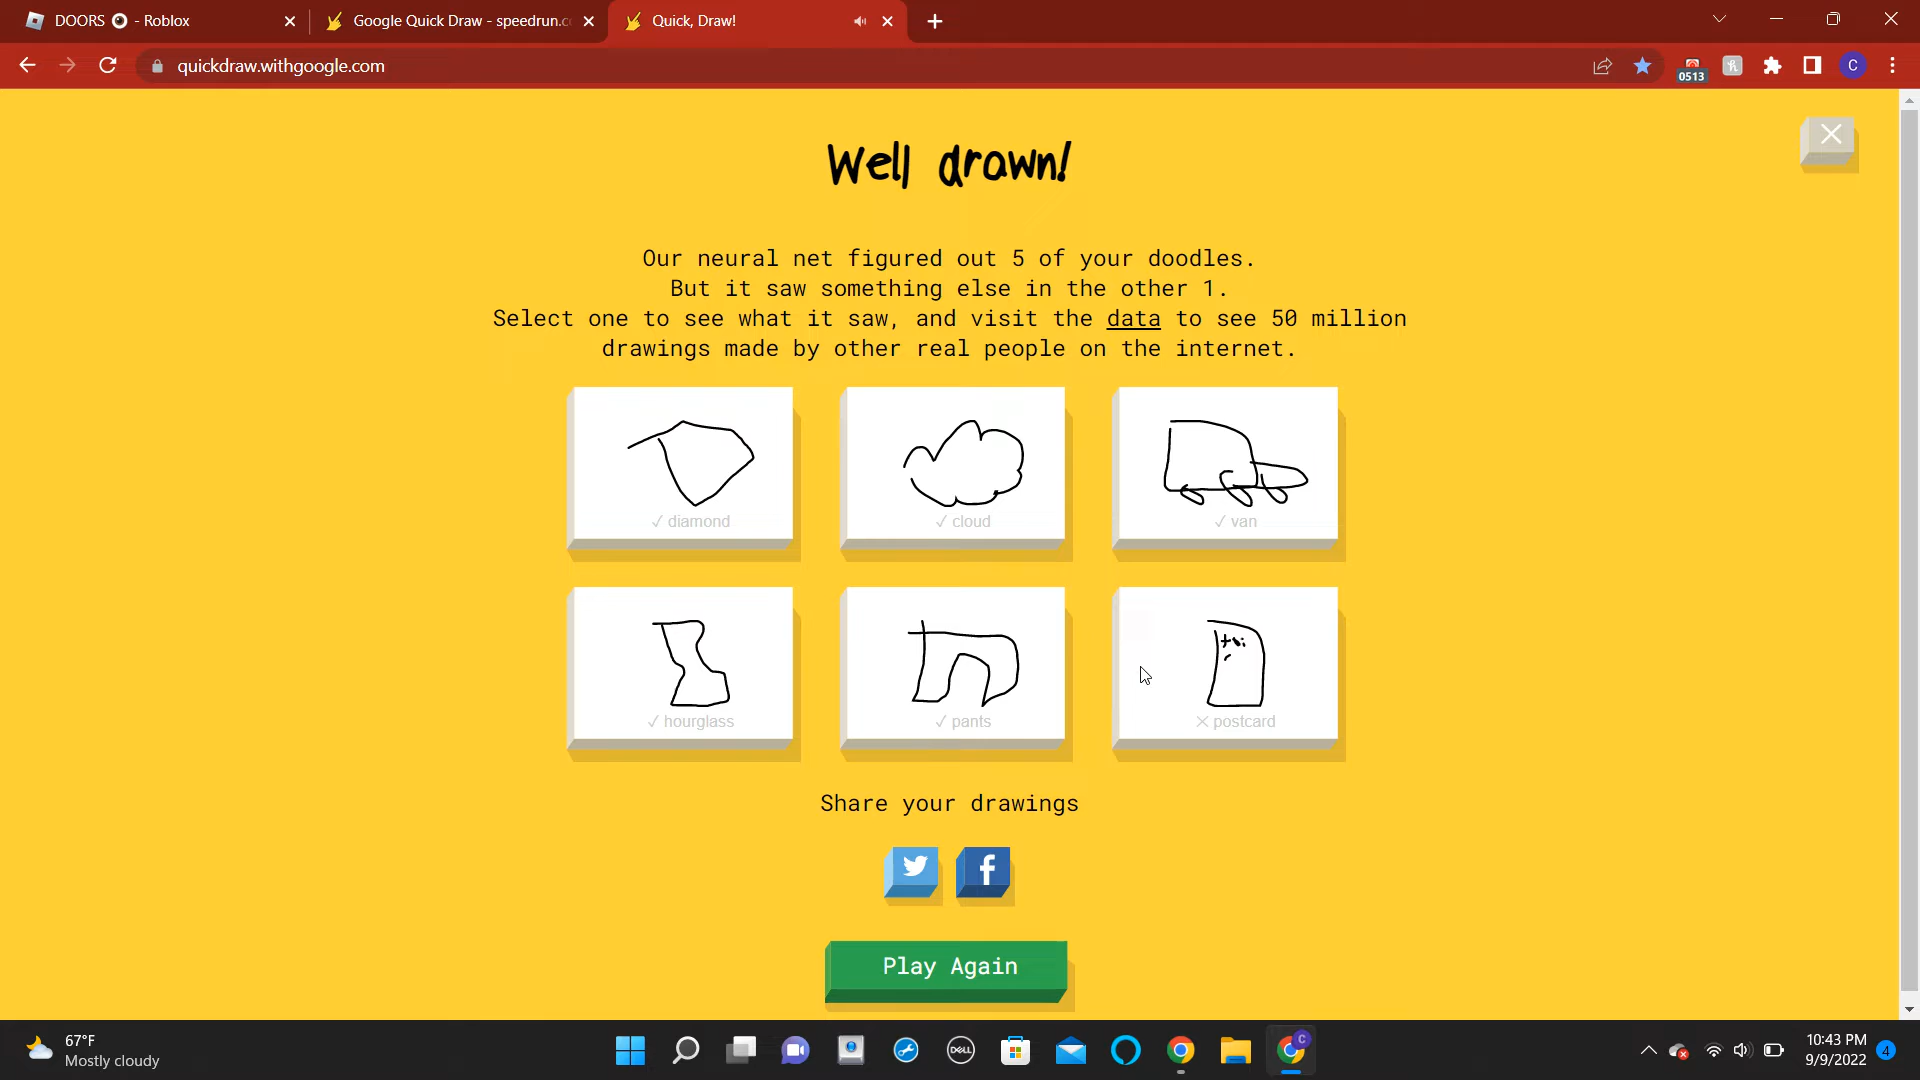 DOORS - Roblox
Google Quick Draw - speedrun.c
Quick, Draw!
quickdraw.withgoogle.com
0513
C
Well drawn!
Our neural net figured out 5 of your doodles.
But it saw something else in the other 1.
Select one to see what it saw, and visit the data to see 50 million
drawings made by other real people on the internet.
✓ diamond
✓ cloud
✓ van
✓ hourglass
✓ pants
✕ postcard
Share your drawings
Play Again
67°F
Mostly cloudy
DELL
C
10:43 PM
9/9/2022
4